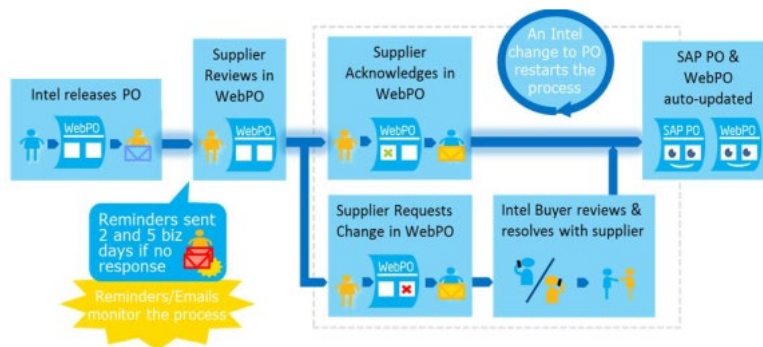 Intel releases PO
WebPO
Supplier
Reviews in
WebPO
WebPO
Reminders sent
2 and 5 biz
days if no
response
Reminders/Emails
monitor the process
Supplier
Acknowledges in
WebPO
WebPO
An Intel
change to PO
restarts the
process
Supplier Requests
Change in WebPO
WebPO
Intel Buyer reviews &
resolves with supplier
SAP PO &
WebPO
auto-updated
SAP PO
WebPO